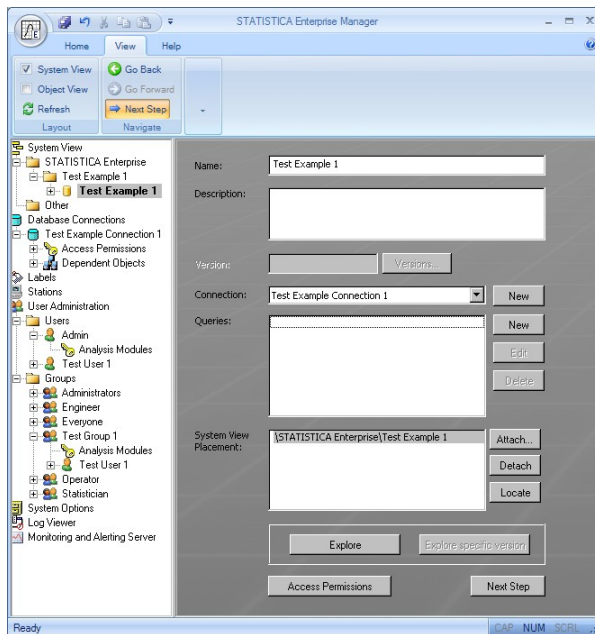 STATISTICA Enterprise Manager
Home View Help
System View Go Back
Object View Go Forward
Refresh Next Step
Layout Navigate
System View
STATISTICA Enterprise
Test Example 1
Test Example 1
Other
Database Connections
Test Example Connection 1
Access Permissions
Dependent Objects
Labels
Stations
User Administration
Users
Admin
Analysis Modules
Test User 1
Groups
Administrators
Engineer
Everyone
Test Group 1
Analysis Modules
Test User 1
Operator
Statistician
System Options
Log Viewer
Monitoring and Alerting Server
Name: Test Example 1
Description:
Version: Versions...
Connection: Test Example Connection 1 New
Queries: New
Edit
Delete
System View
Placement: \STATISTICA Enterprise\Test Example 1 Attach...
Detach
Locate
Explore Explore specific version
Access Permissions Next Step
Ready CAP NUM SCRL